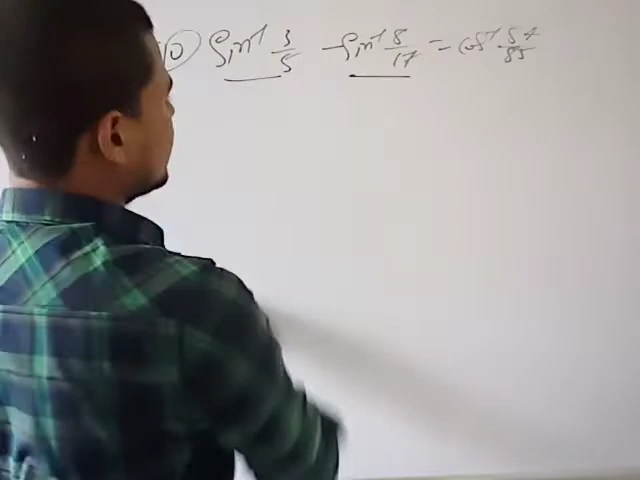 10 Sin⁻¹ 3/5 - Sin⁻¹ 8/17 = cos⁻¹ 84/85